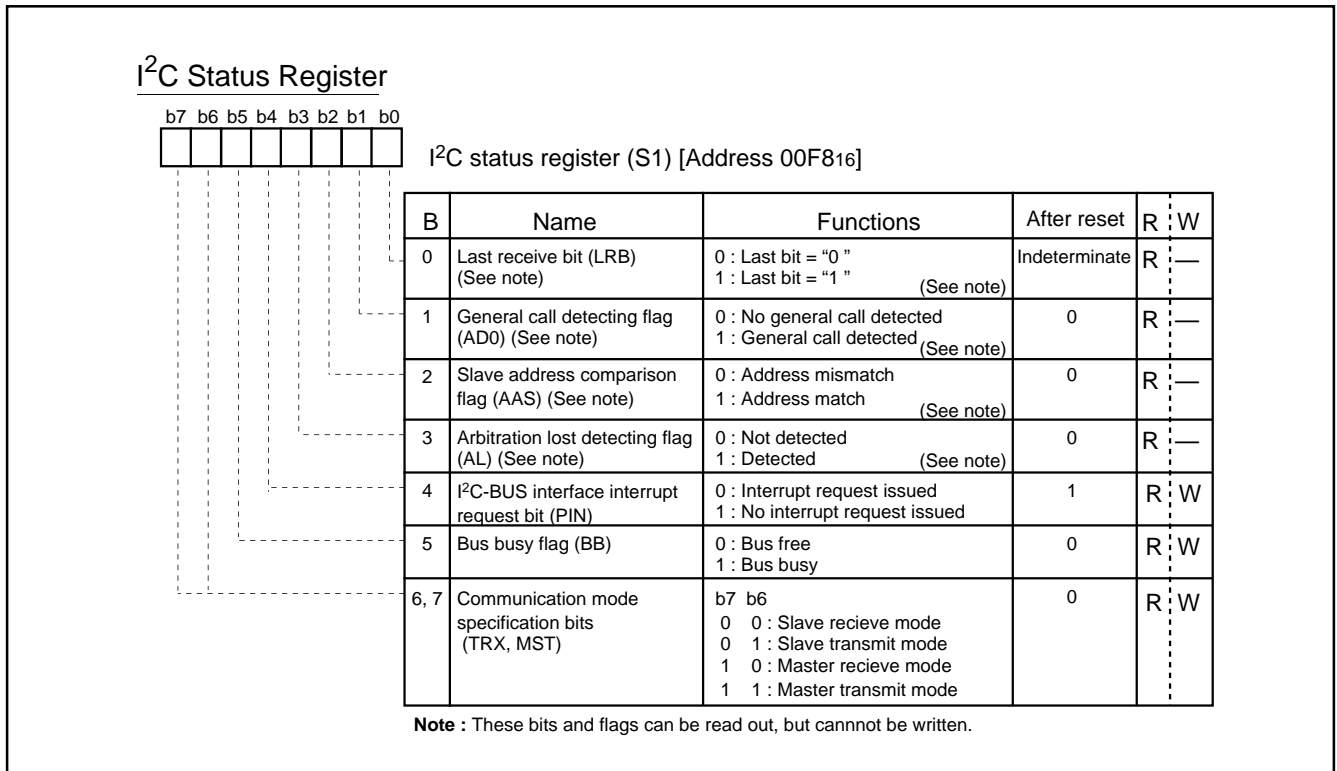 I2C Status Register
b7 b6 b5 b4 b3 b2 b1 b0
I2C status register (S1) [Address 00F816]
B Name Functions After reset R W
0 Last receive bit (LRB) (See note) 0 : Last bit = “0 ” 1 : Last bit = “1 ” (See note) Indeterminate R —
1 General call detecting flag (AD0) (See note) 0 : No general call detected 1 : General call detected (See note) 0 R —
2 Slave address comparison flag (AAS) (See note) 0 : Address mismatch 1 : Address match (See note) 0 R —
3 Arbitration lost detecting flag (AL) (See note) 0 : Not detected 1 : Detected (See note) 0 R —
4 I2C-BUS interface interrupt request bit (PIN) 0 : Interrupt request issued 1 : No interrupt request issued 1 R W
5 Bus busy flag (BB) 0 : Bus free 1 : Bus busy 0 R W
6, 7 Communication mode specification bits (TRX, MST) b7 b6 0 0 : Slave recieve mode 0 1 : Slave transmit mode 1 0 : Master recieve mode 1 1 : Master transmit mode 0 R W
Note : These bits and flags can be read out, but cannnot be written.